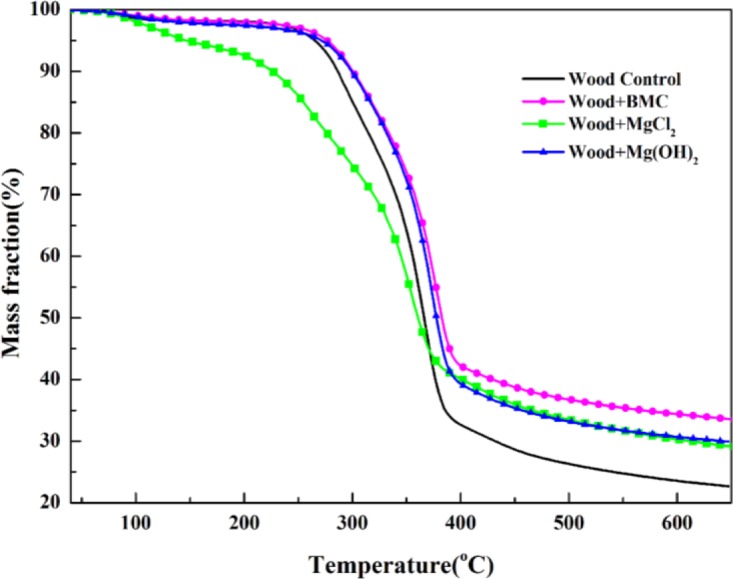 100
90
80
70
60
50
40
30
20
Mass fraction(%)
Wood Control
Wood+BMC
Wood+MgCl₂
Wood+Mg(OH)₂
100 200 300 400 500 600
Temperature(°C)